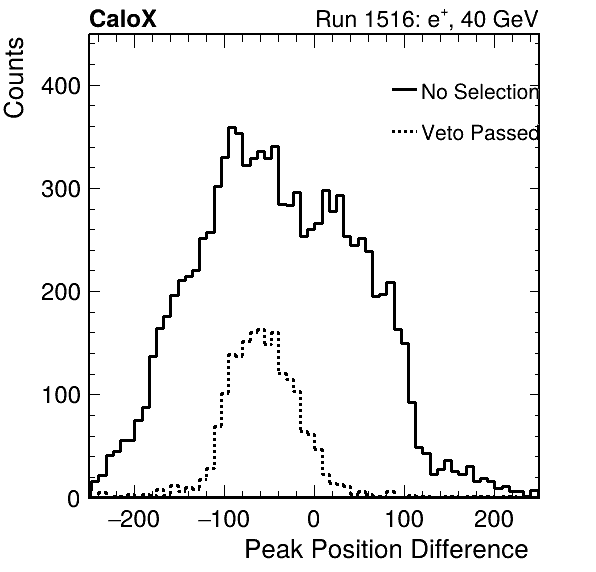 CaloX Run 1516: e+, 40 GeV
Counts
400
No Selection
Veto Passed
300
200
100
0
−200 −100 0 100 200
Peak Position Difference